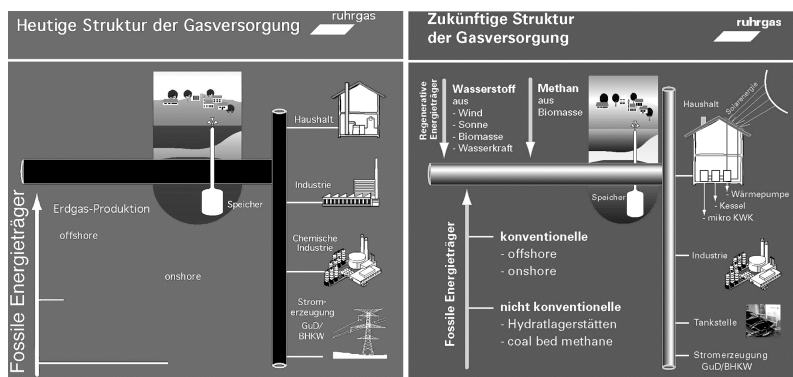 Heutige Struktur der Gasversorgung
ruhrgas
Haushalt
Industrie
Speicher
Erdgas-Produktion
offshore
onshore
Chemische
Industrie
Strom-
erzeugung
GuD/
BHKW
Fossile Energieträger
Zukünftige Struktur
der Gasversorgung
ruhrgas
Regenerative
Energieträger
Wasserstoff
aus
- Wind
- Sonne
- Biomasse
- Wasserkraft
Methan
aus
Biomasse
Haushalt
Solarenergie
Speicher
- Wärmepumpe
- Kessel
- mikro KWK
Fossile Energieträger
konventionelle
- offshore
- onshore
nicht konventionelle
- Hydratlagerstätten
- coal bed methane
Industrie
Tankstelle
Stromerzeugung
GuD/BHKW